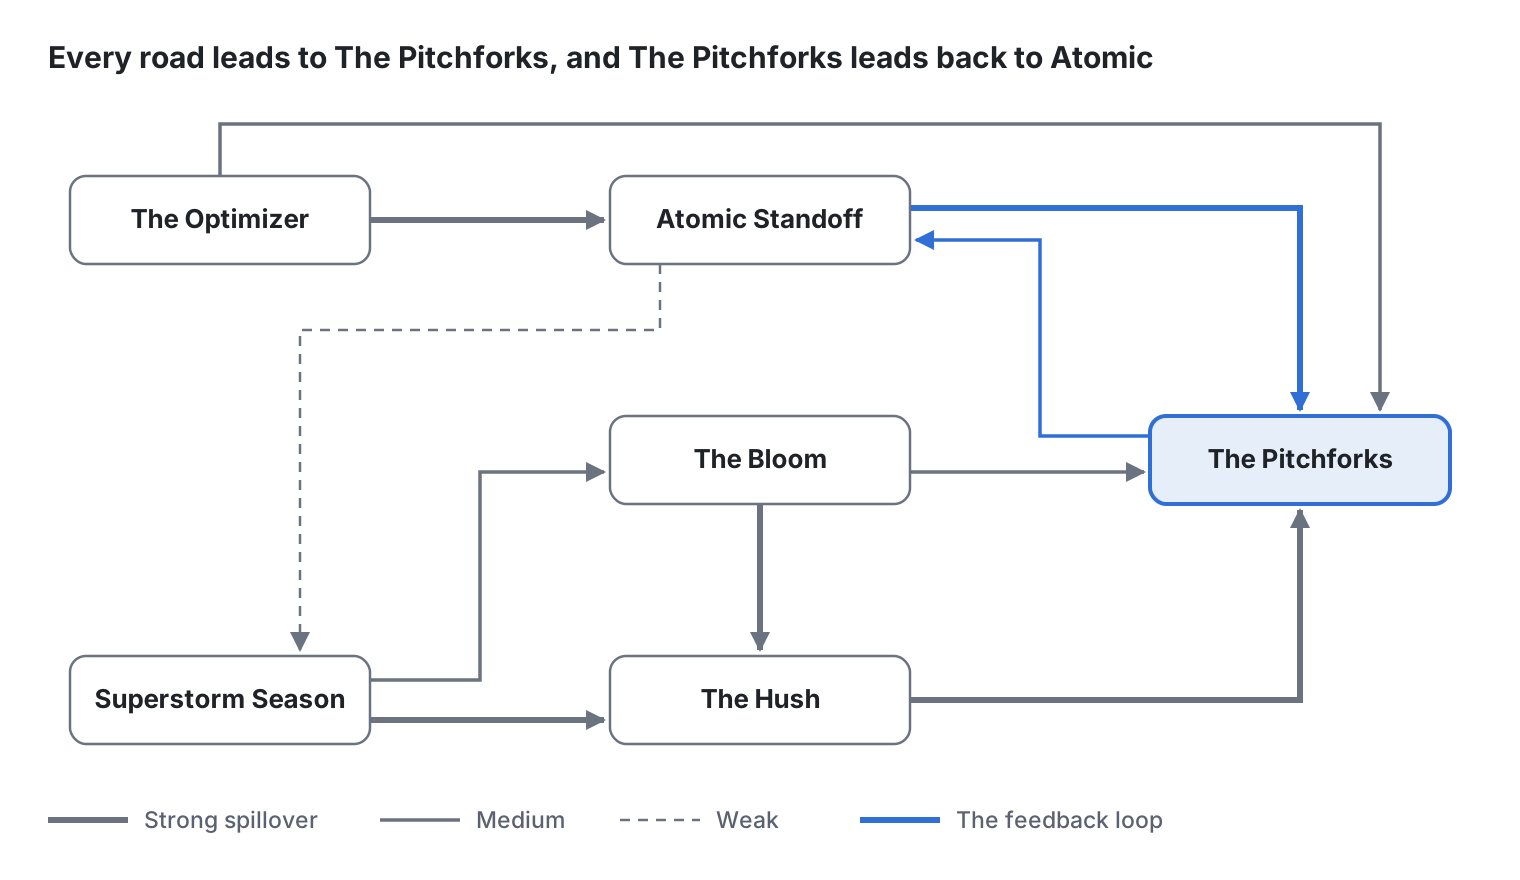 Every road leads to The Pitchforks, and The Pitchforks leads back to Atomic
The Optimizer
Atomic Standoff
The Bloom
The Pitchforks
Superstorm Season
The Hush
Strong spillover
Medium
Weak
The feedback loop